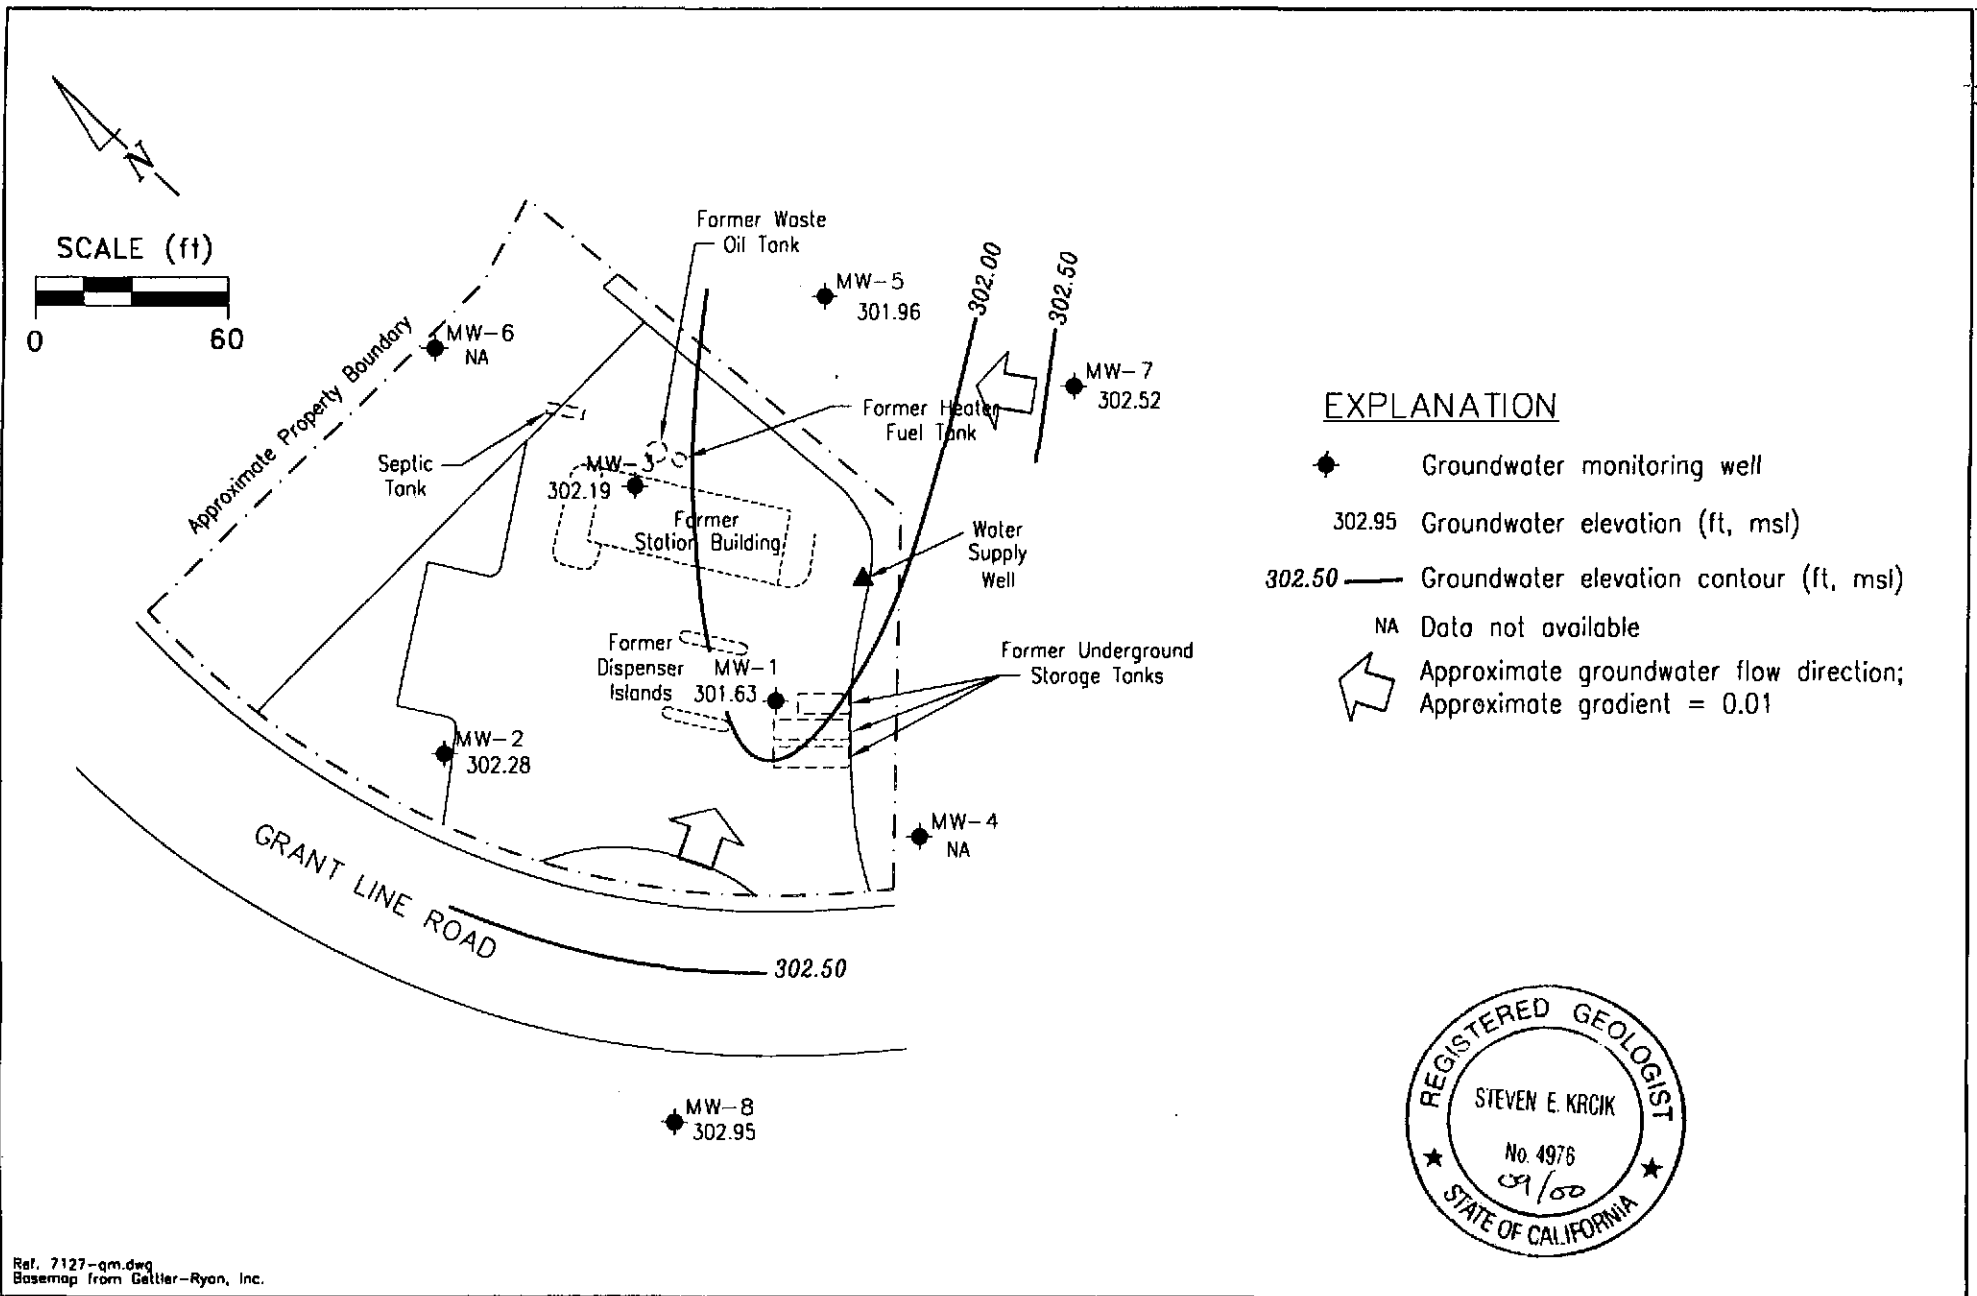 N
SCALE (ft)
0 60
Approximate Property Boundary
MW-6
NA
Former Waste
Oil Tank
MW-5
301.96
302.00
302.50
MW-7
302.52
Former Heater
Fuel Tank
Septic
Tank
MW-3
302.19
Former
Station Building
Water
Supply
Well
Former
Dispenser
Islands
MW-1
301.63
Former Underground
Storage Tanks
MW-2
302.28
MW-4
NA
GRANT LINE ROAD
302.50
MW-8
302.95
EXPLANATION
Groundwater monitoring well
302.95 Groundwater elevation (ft, msl)
302.50 Groundwater elevation contour (ft, msl)
NA Data not available
Approximate groundwater flow direction;
Approximate gradient = 0.01
REGISTERED GEOLOGIST
STEVEN E. KRCIK
No. 4976
09/00
STATE OF CALIFORNIA
Ref. 7127-qm.dwg
Basemap from Gettler-Ryan, Inc.